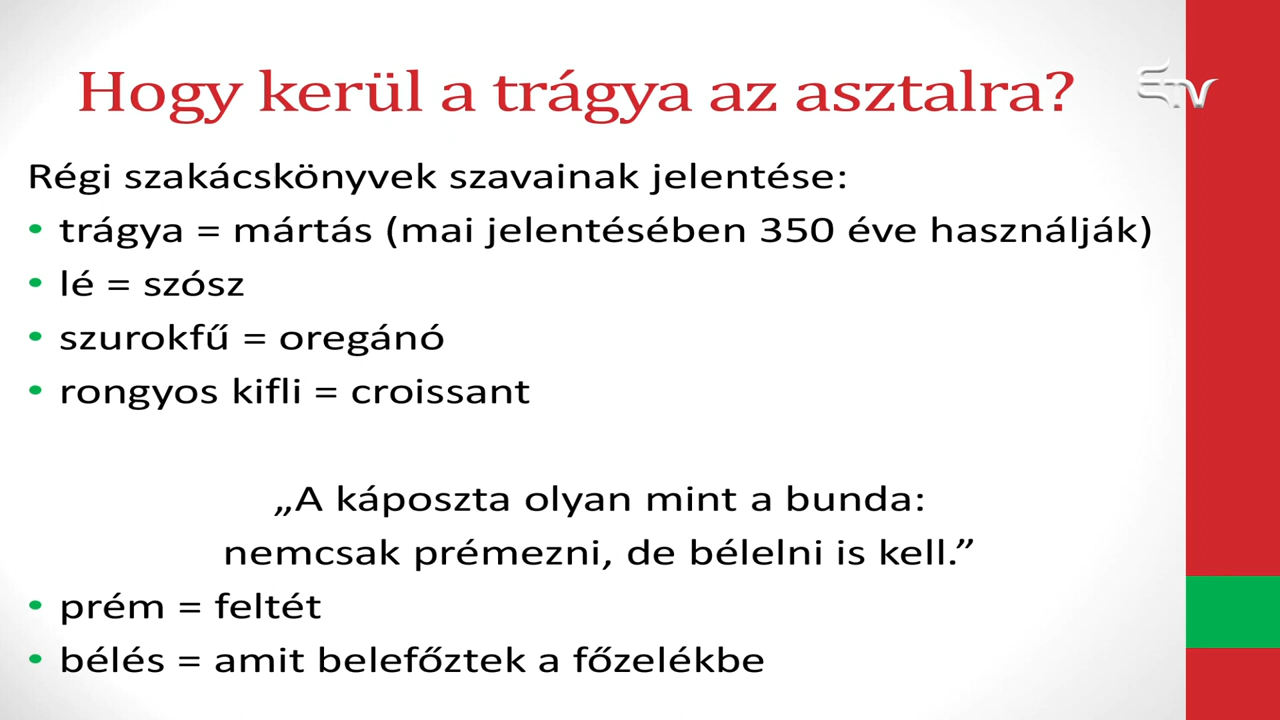 Hogy kerül a trágya az asztalra?
ETV
Régi szakácskönyvek szavainak jelentése:
• trágya = mártás (mai jelentésében 350 éve használják)
• lé = szósz
• szurokfű = oregánó
• rongyos kifli = croissant
„A káposzta olyan mint a bunda:
nemcsak prémezni, de bélelni is kell.”
• prém = feltét
• bélés = amit belefőztek a főzelékbe